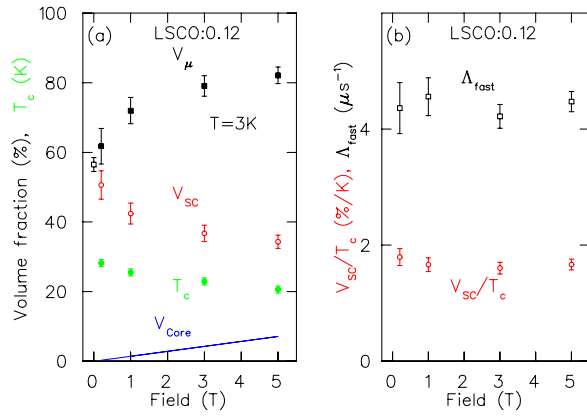 Volume fraction (%), T_c (K)
100
80
60
40
20
0
(a)
LSCO:0.12
V_μ
T=3K
V_SC
T_c
V_Core
0 1 2 3 4 5
Field (T)
V_SC/T_c (%/K), Λ_fast (μs⁻¹)
4
2
0
(b)
LSCO:0.12
Λ_fast
V_SC/T_c
0 1 2 3 4 5
Field (T)